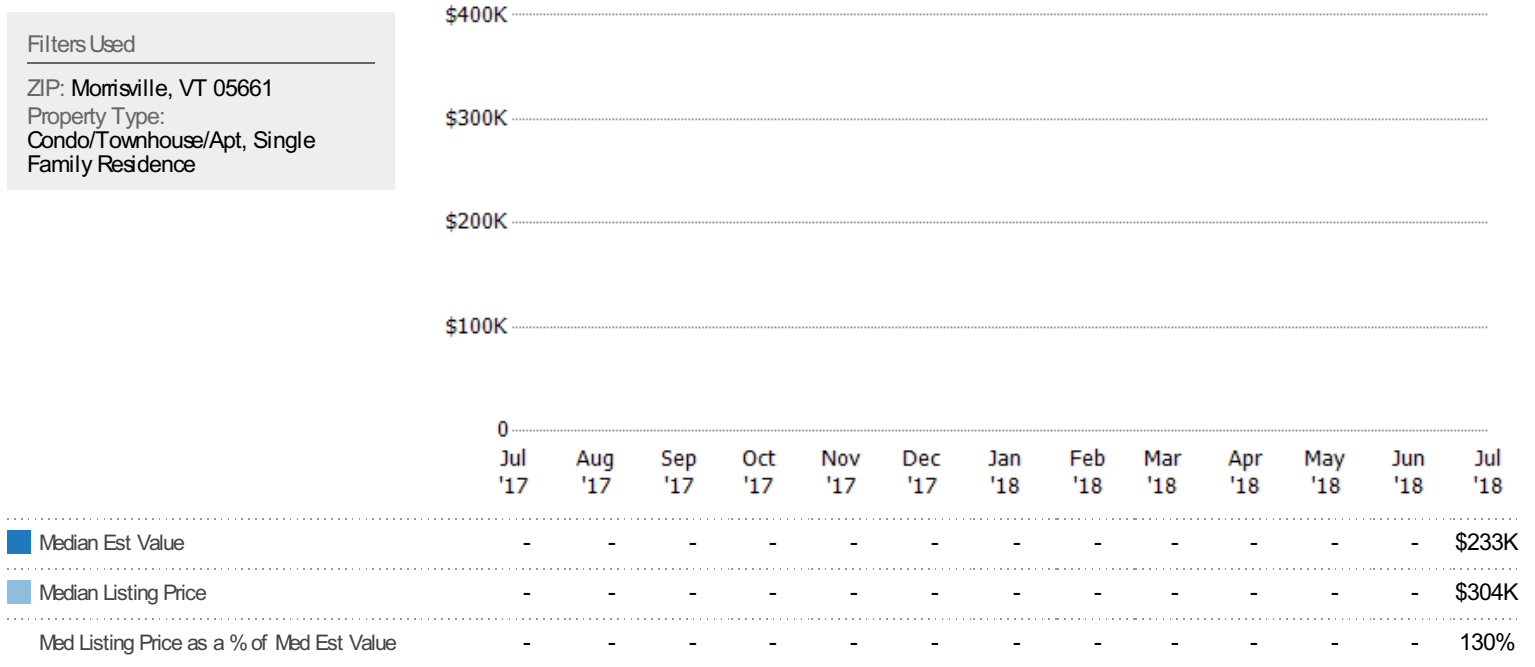 Filters Used
ZIP: Morrisville, VT 05661
Property Type:
Condo/Townhouse/Apt, Single
Family Residence
$400K
$300K
$200K
$100K
0
Jul Aug Sep Oct Nov Dec Jan Feb Mar Apr May Jun Jul
'17 '17 '17 '17 '17 '17 '18 '18 '18 '18 '18 '18 '18
Median Est Value - - - - - - - - - - - - $233K
Median Listing Price - - - - - - - - - - - - $304K
Med Listing Price as a % of Med Est Value - - - - - - - - - - - - 130%